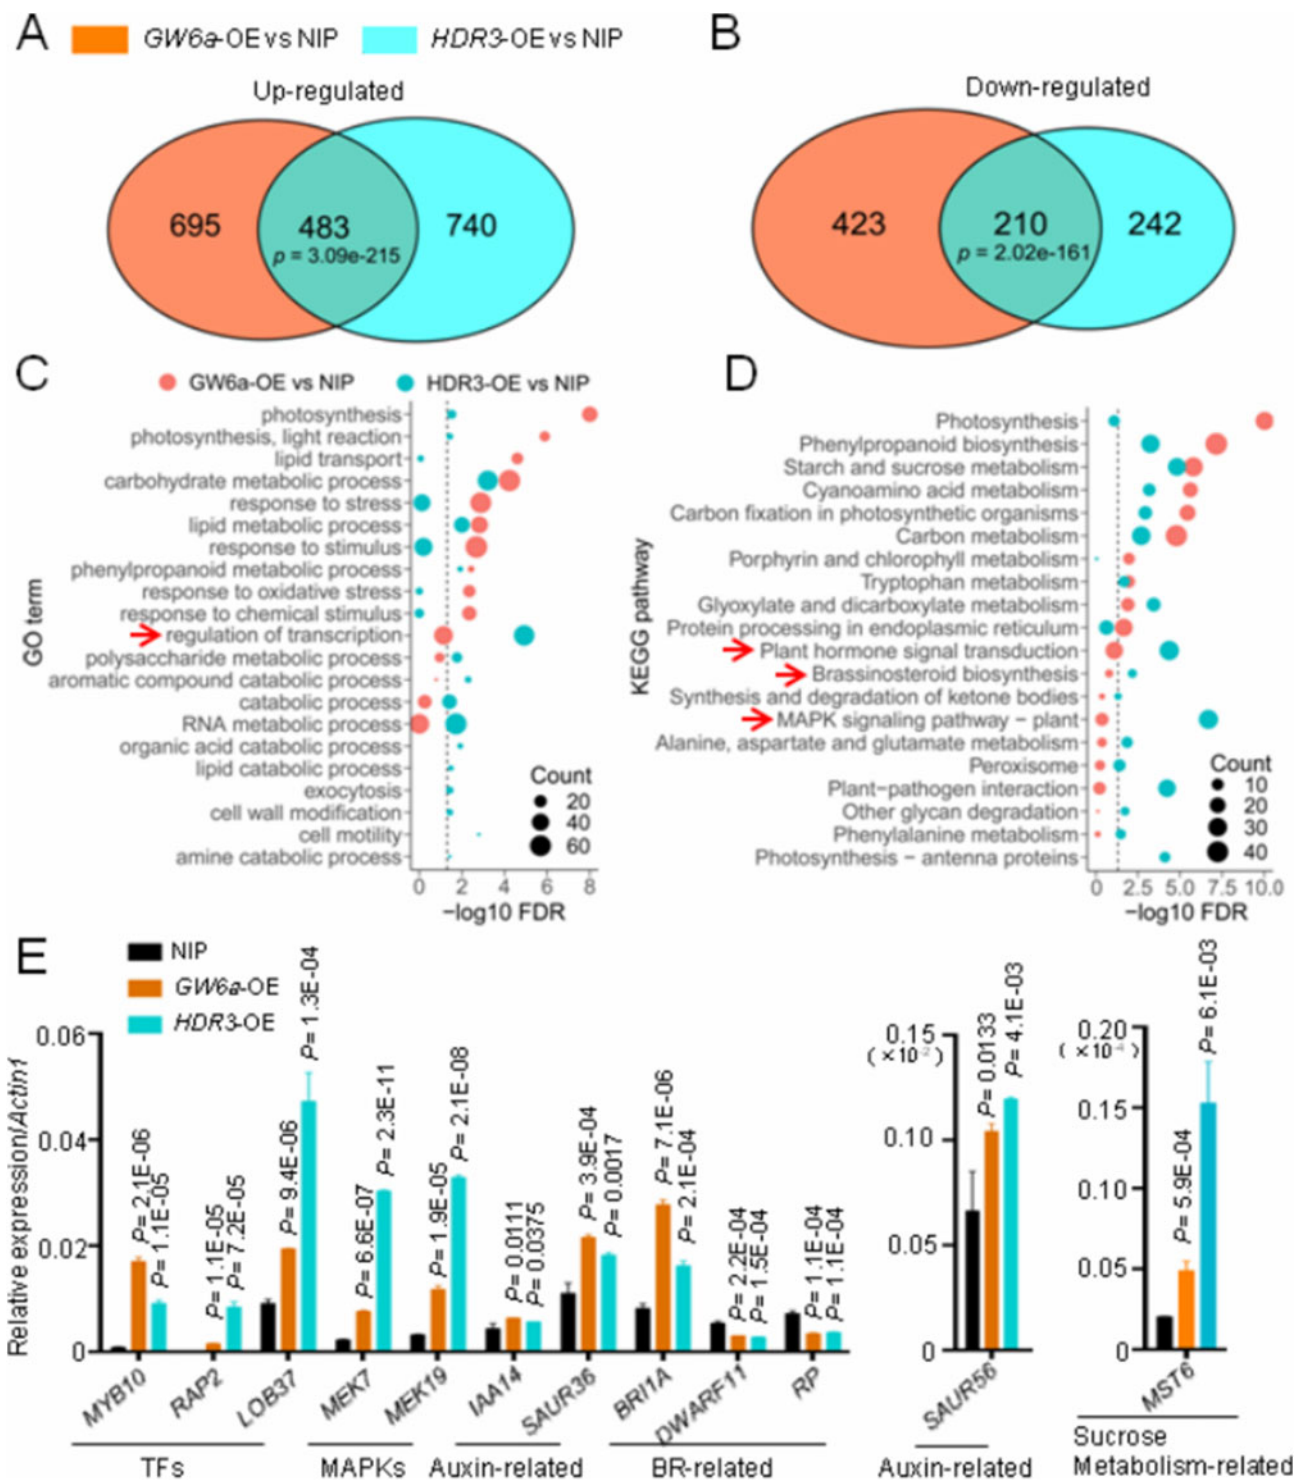 A
GW6a-OE vs NIP
HDR3-OE vs NIP
Up-regulated
695
483
740
p = 3.09e-215
B
Down-regulated
423
210
242
p = 2.02e-161
C
GW6a-OE vs NIP
HDR3-OE vs NIP
GO term
photosynthesis
photosynthesis, light reaction
lipid transport
carbohydrate metabolic process
response to stress
lipid metabolic process
response to stimulus
phenylpropanoid metabolic process
response to oxidative stress
response to chemical stimulus
regulation of transcription
polysaccharide metabolic process
aromatic compound catabolic process
catabolic process
RNA metabolic process
organic acid catabolic process
lipid catabolic process
exocytosis
cell wall modification
cell motility
amine catabolic process
Count
20
40
60
0 2 4 6 8
−log10 FDR
D
KEGG pathway
Photosynthesis
Phenylpropanoid biosynthesis
Starch and sucrose metabolism
Cyanoamino acid metabolism
Carbon fixation in photosynthetic organisms
Carbon metabolism
Porphyrin and chlorophyll metabolism
Tryptophan metabolism
Glyoxylate and dicarboxylate metabolism
Protein processing in endoplasmic reticulum
Plant hormone signal transduction
Brassinosteroid biosynthesis
Synthesis and degradation of ketone bodies
MAPK signaling pathway − plant
Alanine, aspartate and glutamate metabolism
Peroxisome
Plant−pathogen interaction
Other glycan degradation
Phenylalanine metabolism
Photosynthesis − antenna proteins
Count
10
20
30
40
0 2.5 5.0 7.5 10.0
−log10 FDR
E
NIP
GW6a-OE
HDR3-OE
Relative expression/Actin1
0.06
0.04
0.02
0
P= 2.1E-06
P= 1.1E-05
P= 1.1E-05
P= 7.2E-05
P= 9.4E-06
P= 1.3E-04
P= 6.6E-07
P= 2.3E-11
P= 1.9E-05
P= 2.1E-08
P= 0.0111
P= 0.0375
P= 3.9E-04
P= 0.0017
P= 7.1E-06
P= 2.1E-04
P= 2.2E-04
P= 1.5E-04
P= 1.1E-04
P= 1.1E-04
MYB10
RAP2
LOB37
MEK7
MEK19
IAA14
SAUR36
BRI1A
DWARF11
RP
TFs
MAPKs
Auxin-related
BR-related
0.15
(×10⁻²)
0.10
0.05
0
P= 0.0133
P= 4.1E-03
SAUR56
Auxin-related
0.20
(×10⁻⁴)
0.15
0.10
0.05
0
P= 5.9E-04
P= 6.1E-03
MST6
Sucrose
Metabolism-related